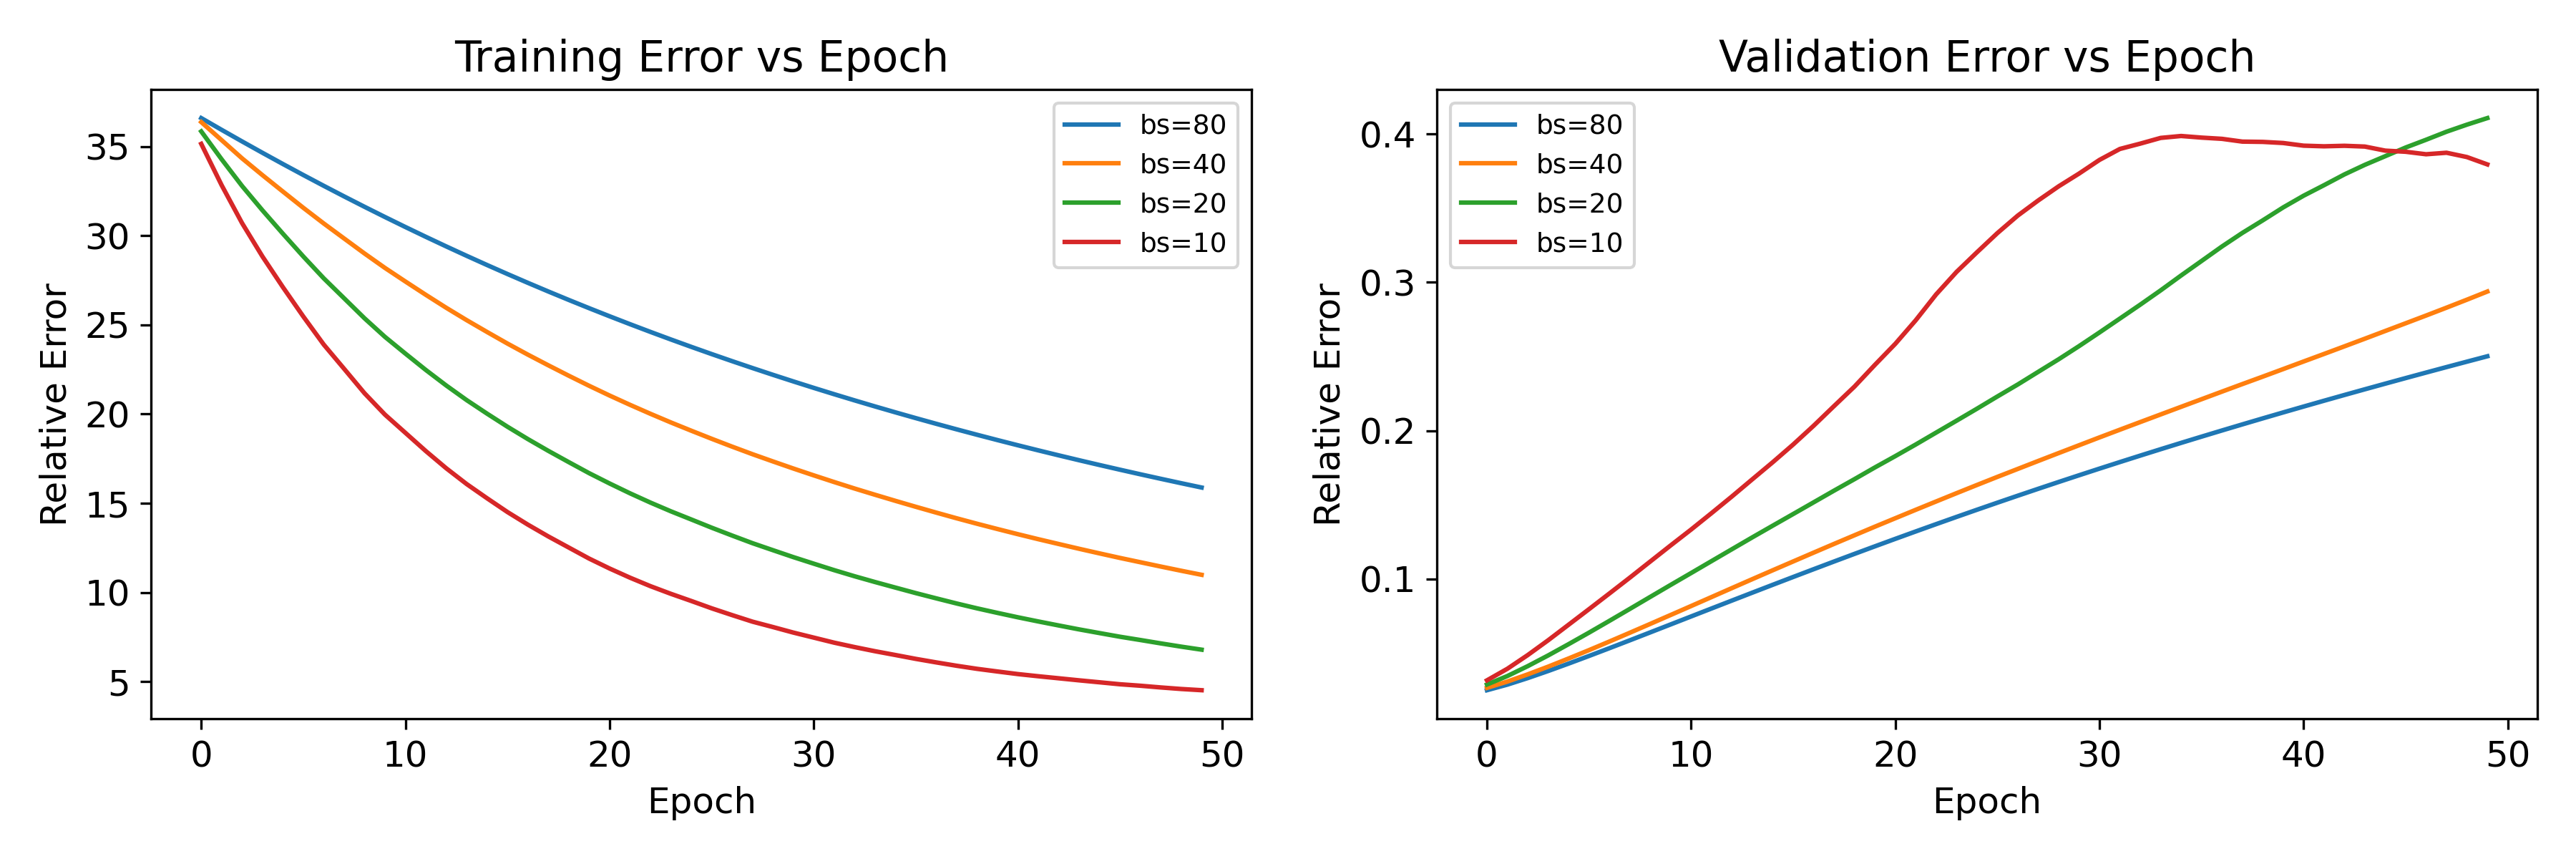 Training Error vs Epoch
Relative Error
35
30
25
20
15
10
5
0 10 20 30 40 50
Epoch
bs=80
bs=40
bs=20
bs=10
Validation Error vs Epoch
Relative Error
0.4
0.3
0.2
0.1
0 10 20 30 40 50
Epoch
bs=80
bs=40
bs=20
bs=10